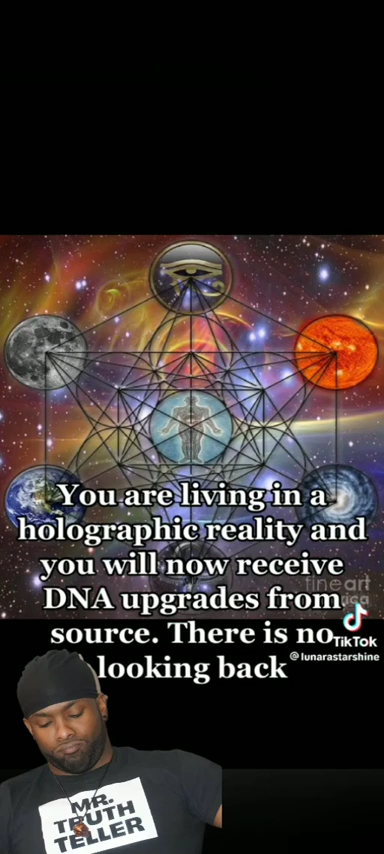 You are living in a
holographic reality and
you will now receive
DNA upgrades from
fineart
source. There is no
TikTok
looking back
@lunarastarshine
MR.
TRUTH
TELLER